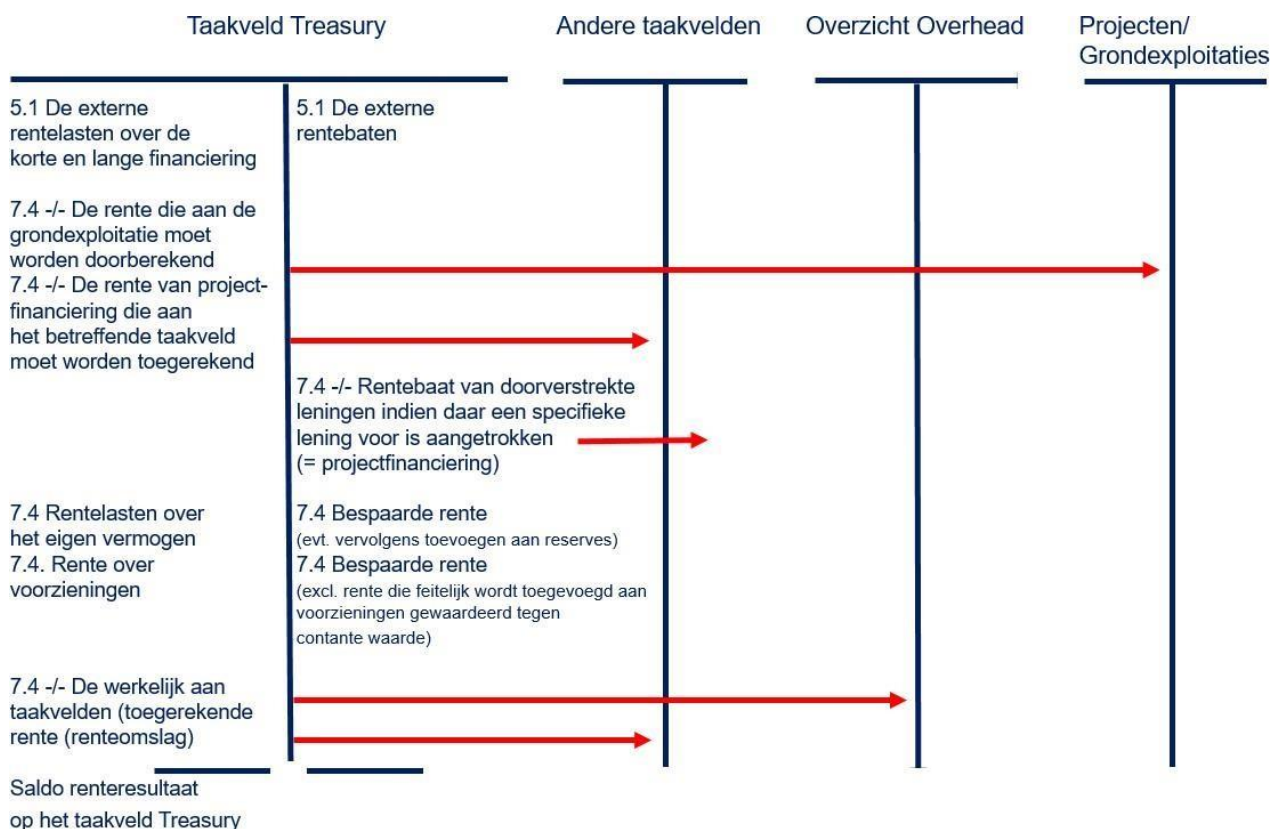 Taakveld Treasury
Andere taakvelden
Overzicht Overhead
Projecten/
Grondexploitaties
5.1 De externe
rentelasten over de
korte en lange financiering
5.1 De externe
rentebaten
7.4 -/- De rente die aan de
grondexploitatie moet
worden doorberekend
7.4 -/- De rente van project-
financiering die aan
het betreffende taakveld
moet worden toegerekend
7.4 -/- Rentebaat van doorverstrekte
leningen indien daar een specifieke
lening voor is aangetrokken
(= projectfinanciering)
7.4 Rentelasten over
het eigen vermogen
7.4. Rente over
voorzieningen
7.4 Bespaarde rente
(evt. vervolgens toevoegen aan reserves)
7.4 Bespaarde rente
(excl. rente die feitelijk wordt toegevoegd aan
voorzieningen gewaardeerd tegen
contante waarde)
7.4 -/- De werkelijk aan
taakvelden (toegerekende
rente (renteomslag)
Saldo renteresultaat
op het taakveld Treasury